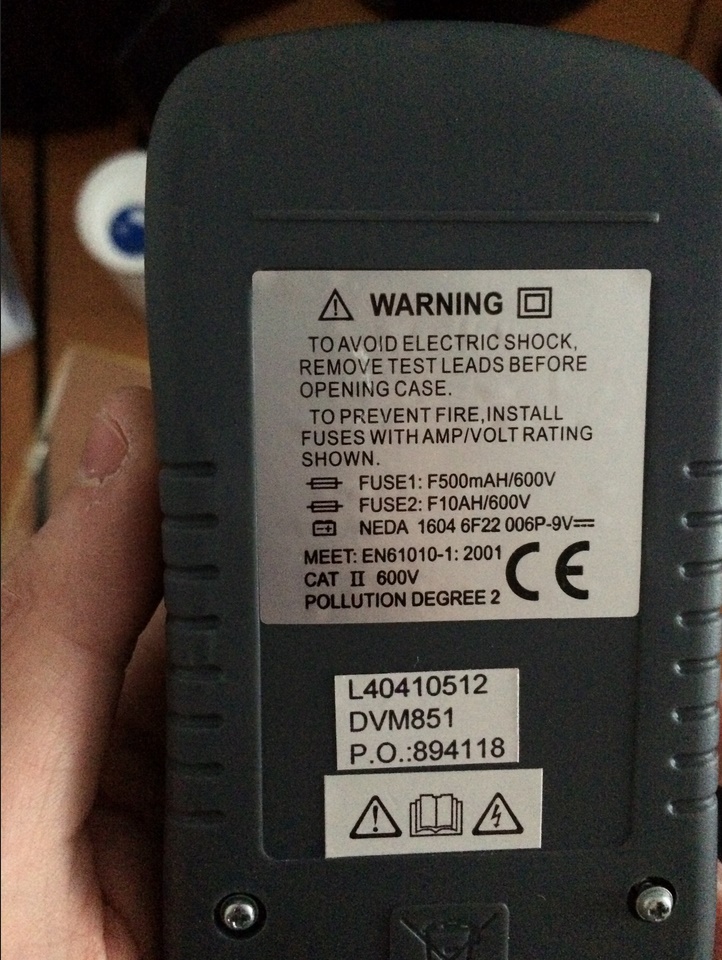 WARNING
TO AVOID ELECTRIC SHOCK,
REMOVE TEST LEADS BEFORE
OPENING CASE.
TO PREVENT FIRE,INSTALL
FUSES WITH AMP/VOLT RATING
SHOWN.
FUSE1: F500mAH/600V
FUSE2: F10AH/600V
NEDA 1604 6F22 006P-9V⎓
MEET: EN61010-1: 2001 CE
CAT II 600V
POLLUTION DEGREE 2
L40410512
DVM851
P.O.:894118